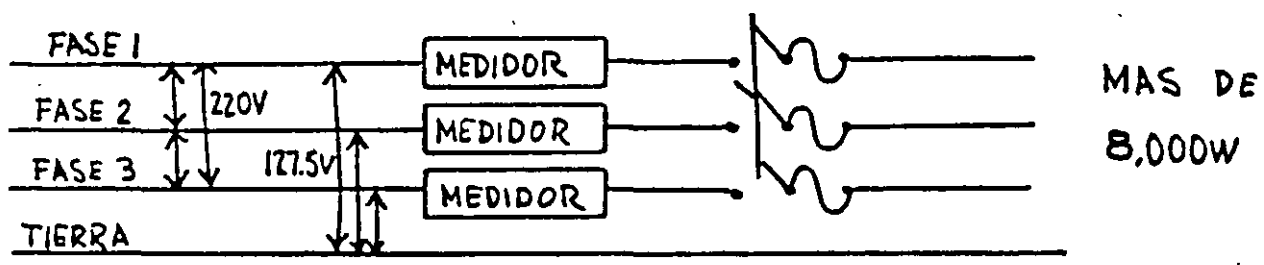 FASE 1
MEDIDOR
MAS DE
220V
FASE 2
MEDIDOR
8,000W
127.5V
FASE 3
MEDIDOR
TIERRA